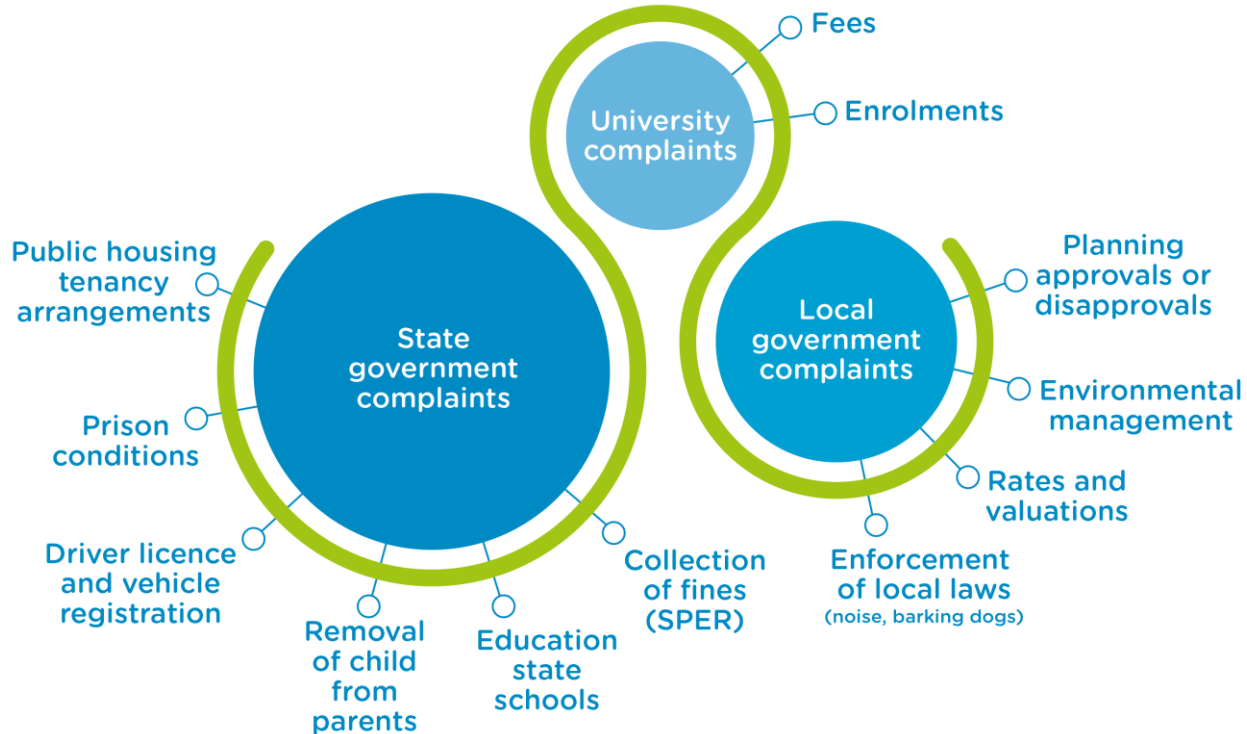 Fees
Enrolments
University
complaints
Public housing
tenancy
arrangements
Prison
conditions
Driver licence
and vehicle
registration
Removal
of child
from
parents
Education
state
schools
Collection
of fines
(SPER)
State
government
complaints
Local
government
complaints
Planning
approvals or
disapprovals
Environmental
management
Rates and
valuations
Enforcement
of local laws
(noise, barking dogs)